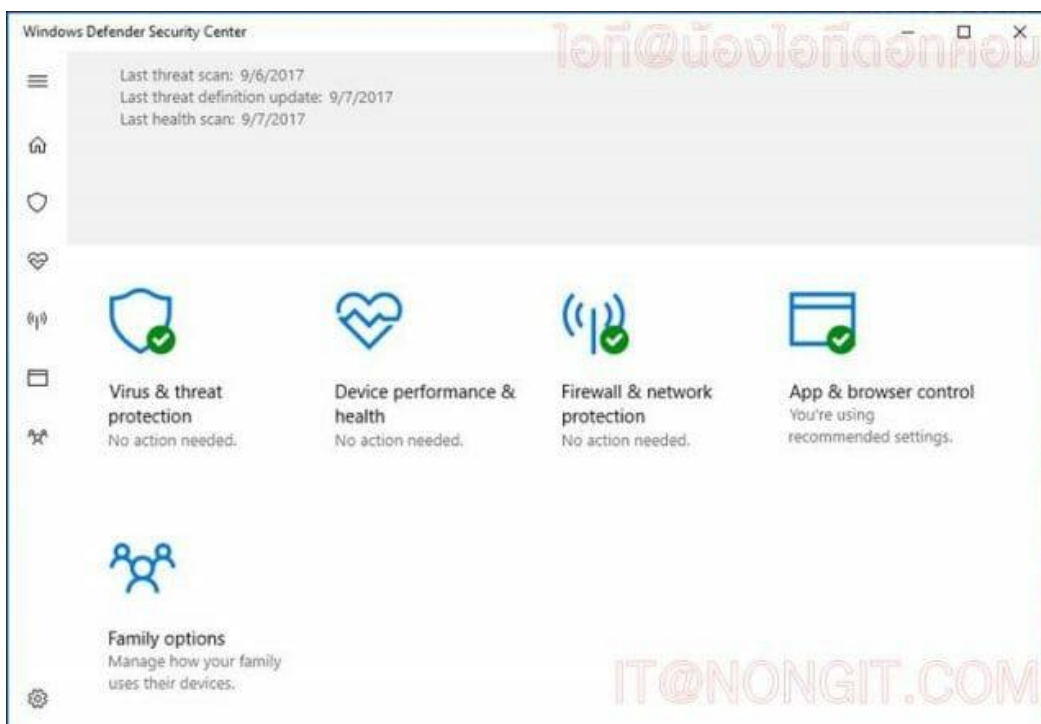 Windows Defender Security Center
ไอที@น้องไอทีดอทคอม
Last threat scan: 9/6/2017
Last threat definition update: 9/7/2017
Last health scan: 9/7/2017
Virus & threat
protection
No action needed.
Device performance &
health
No action needed.
Firewall & network
protection
No action needed.
App & browser control
You're using
recommended settings.
Family options
Manage how your family
uses their devices.
IT@NONGIT.COM